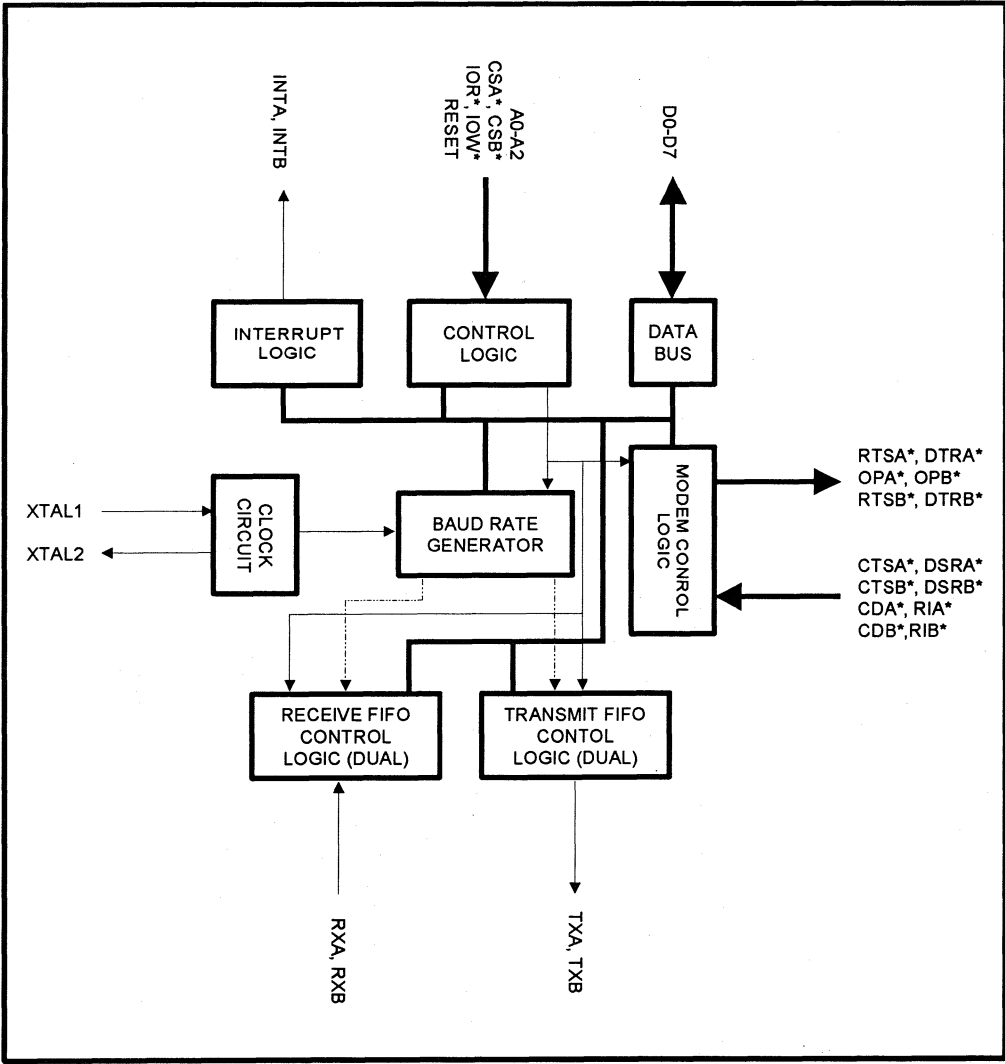 INTA, INTB
A0-A2
CSA*, CSB*
IOR*, IOW*
RESET
D0-D7
INTERRUPT
LOGIC
CONTROL
LOGIC
DATA
BUS
XTAL1
XTAL2
CLOCK
CIRCUIT
BAUD RATE
GENERATOR
MODEM CONROL
LOGIC
RTSA*, DTRA*
OPA*, OPB*
RTSB*, DTRB*
CTSA*, DSRA*
CTSB*, DSRB*
CDA*, RIA*
CDB*,RIB*
RECEIVE FIFO
CONTROL
LOGIC (DUAL)
TRANSMIT FIFO
CONTOL
LOGIC (DUAL)
RXA, RXB
TXA, TXB